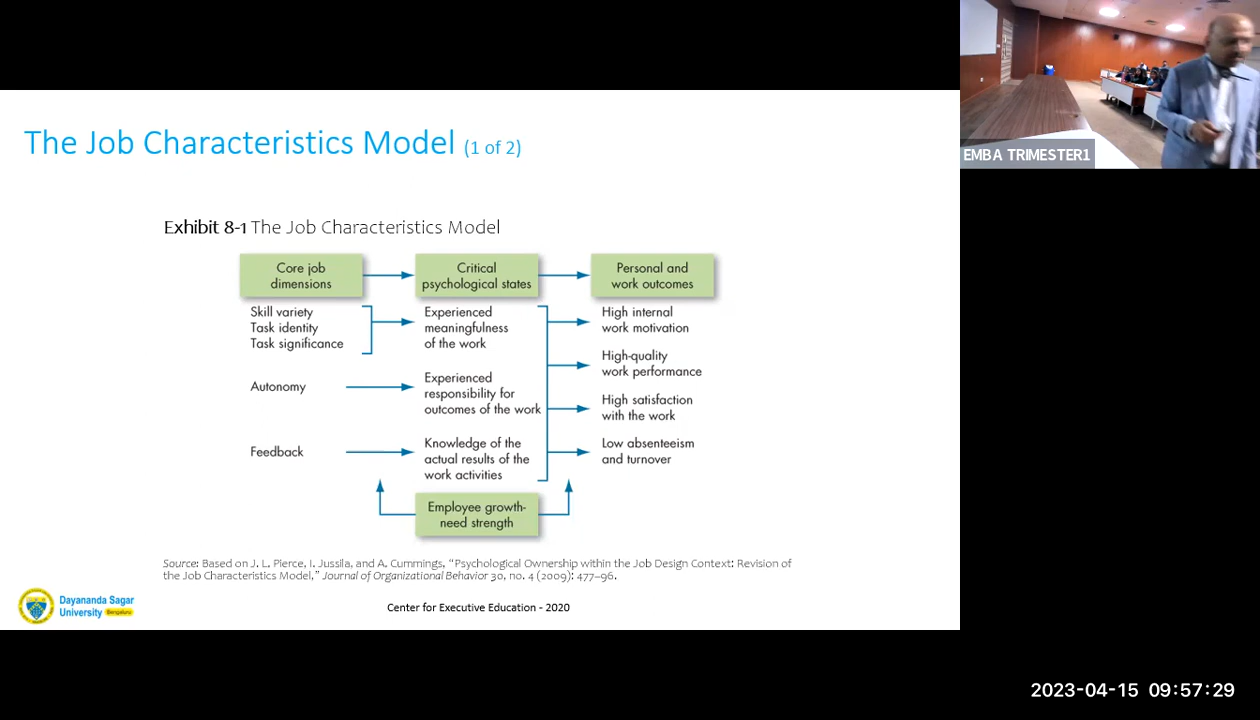 The Job Characteristics Model (1 of 2)
Exhibit 8-1 The Job Characteristics Model
Core job
dimensions
Critical
psychological states
Personal and
work outcomes
Skill variety
Task identity
Task significance
Experienced
meaningfulness
of the work
High internal
work motivation
High-quality
work performance
Autonomy
Experienced
responsibility for
outcomes of the work
High satisfaction
with the work
Feedback
Knowledge of the
actual results of the
work activities
Low absenteeism
and turnover
Employee growth-
need strength
Source: Based on J. L. Pierce, I. Jussila, and A. Cummings, "Psychological Ownership within the Job Design Context: Revision of
the Job Characteristics Model," Journal of Organizational Behavior 30, no. 4 (2009): 477–96.
Dayananda Sagar
University Bengaluru
Center for Executive Education - 2020
EMBA TRIMESTER1
2023-04-15 09:57:29